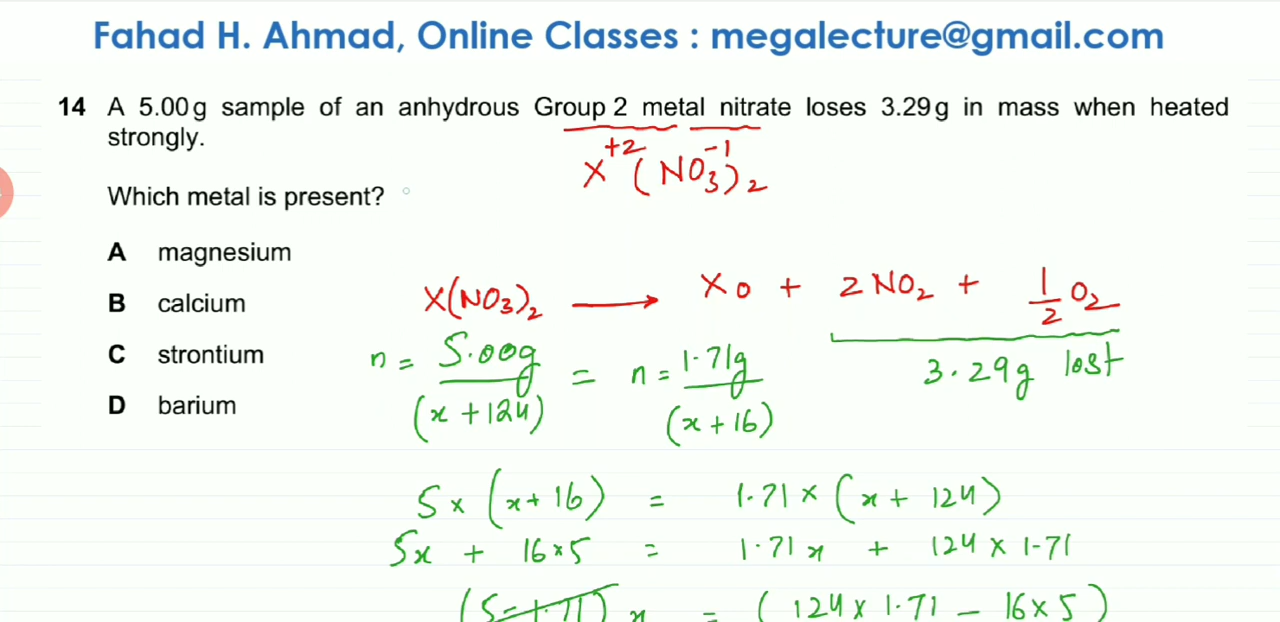 Fahad H. Ahmad, Online Classes : megalecture@gmail.com
14 A 5.00 g sample of an anhydrous Group 2 metal nitrate loses 3.29 g in mass when heated
strongly.
X⁺²(NO₃⁻¹)₂
Which metal is present?
A magnesium
B calcium
X(NO₃)₂ → XO + 2NO₂ + 1/2 O₂
C strontium
n = 5.00g/(x + 124) = n = 1.71g/(x + 16)
3.29g lost
D barium
5 × (x + 16) = 1.71 × (x + 124)
5x + 16×5 = 1.71x + 124 × 1.71
(5 - 1.71) x = (124 × 1.71 - 16 × 5)